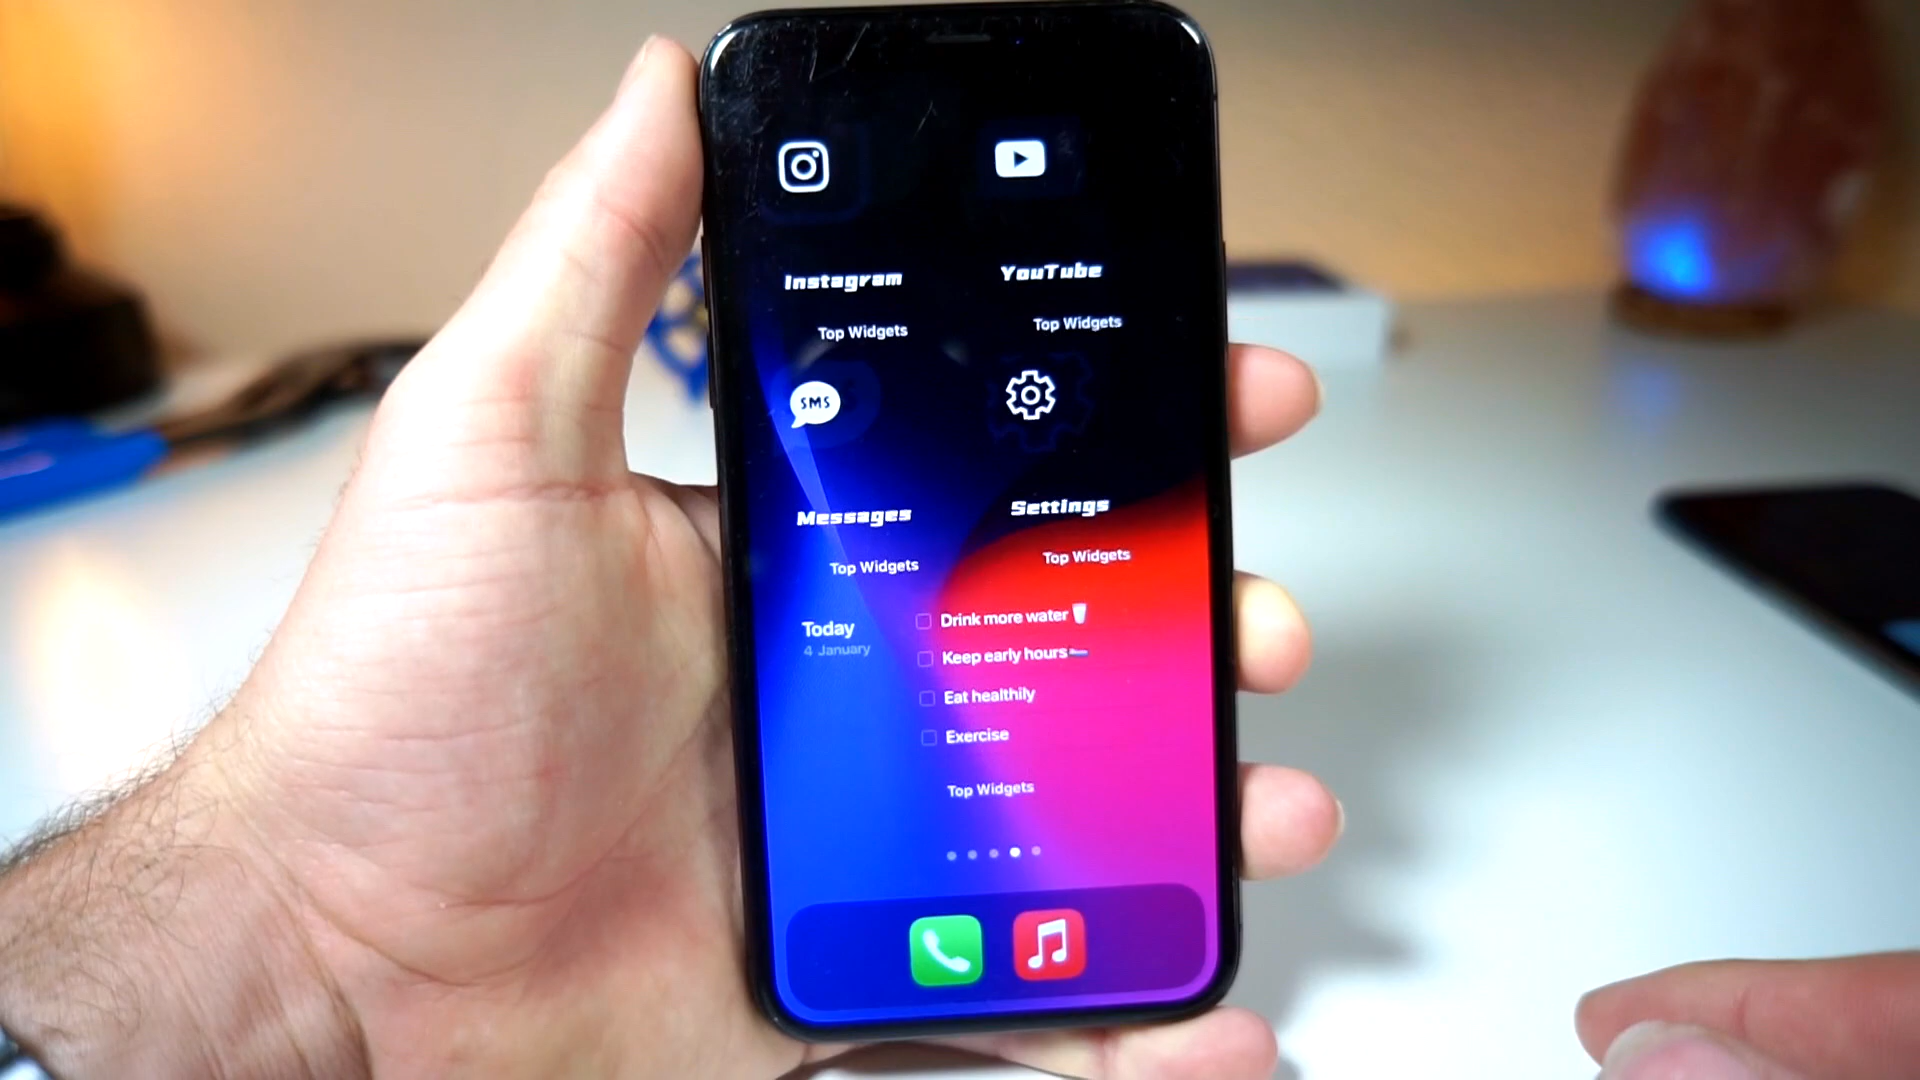 Instagram
YouTube
Top Widgets
Top Widgets
SMS
Messages
Settings
Top Widgets
Top Widgets
Today
4 January
Drink more water
Keep early hours
Eat healthily
Exercise
Top Widgets